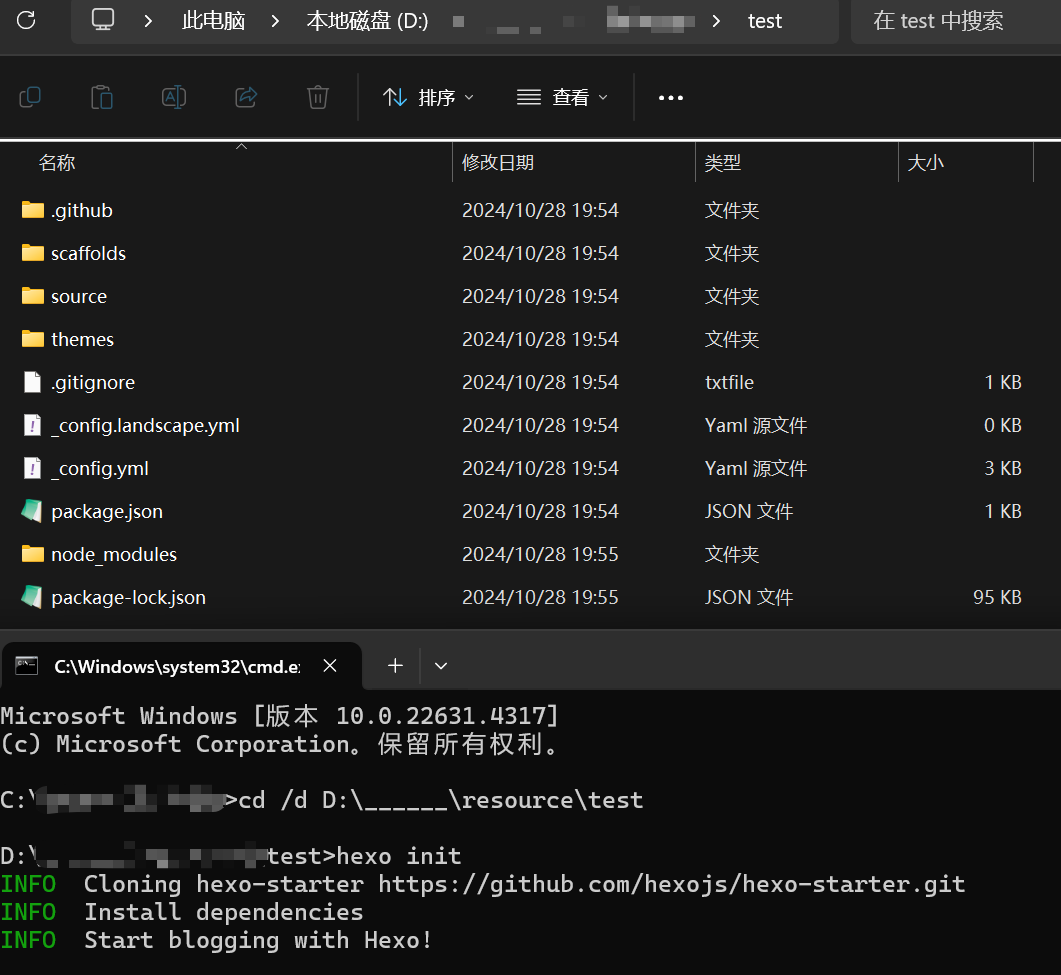 此电脑 本地磁盘 (D:) test 在 test 中搜索
排序 查看
名称 修改日期 类型 大小
.github 2024/10/28 19:54 文件夹
scaffolds 2024/10/28 19:54 文件夹
source 2024/10/28 19:54 文件夹
themes 2024/10/28 19:54 文件夹
.gitignore 2024/10/28 19:54 txtfile 1 KB
_config.landscape.yml 2024/10/28 19:54 Yaml 源文件 0 KB
_config.yml 2024/10/28 19:54 Yaml 源文件 3 KB
package.json 2024/10/28 19:54 JSON 文件 1 KB
node_modules 2024/10/28 19:55 文件夹
package-lock.json 2024/10/28 19:55 JSON 文件 95 KB
C:\Windows\system32\cmd.e
Microsoft Windows [版本 10.0.22631.4317]
(c) Microsoft Corporation。保留所有权利。
C:\ >cd /d D:\______\resource\test
D:\ test>hexo init
INFO Cloning hexo-starter https://github.com/hexojs/hexo-starter.git
INFO Install dependencies
INFO Start blogging with Hexo!